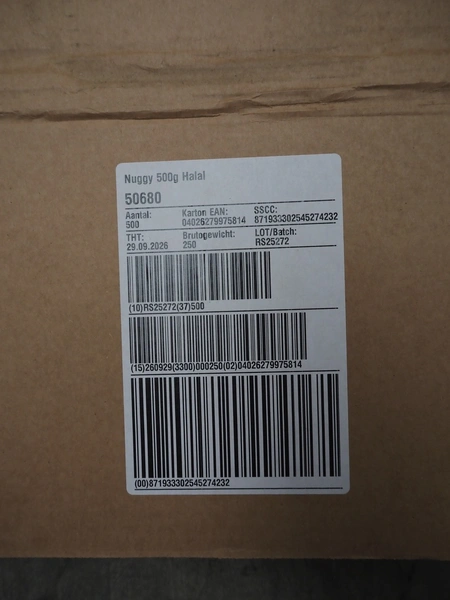 Nuggy 500g Halal
50680
Aantal: Karton EAN: SSCC:
500 04026279975814 871933302545274232
THT: Brutogewicht: LOT/Batch:
29.09.2026 250 RS25272
(10)RS25272(37)500
(15)260929(3300)000250(02)04026279975814
(00)871933302545274232